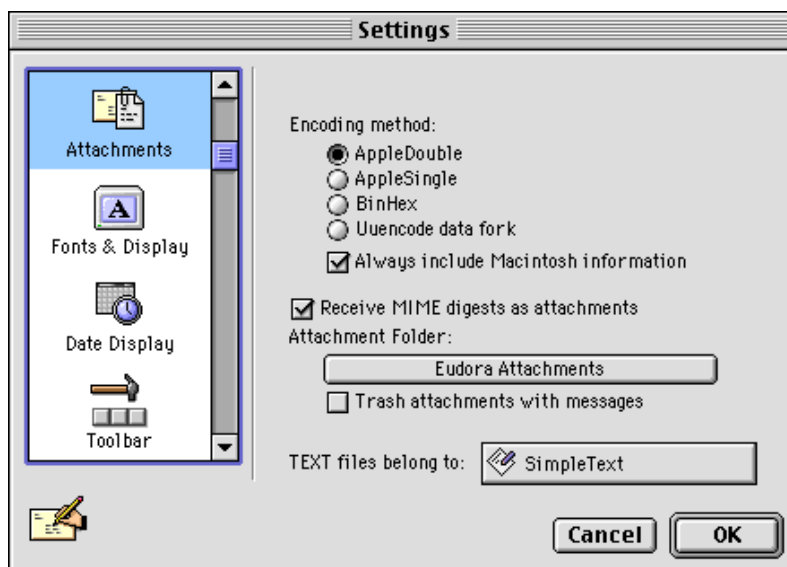 Settings
Attachments
Fonts & Display
Date Display
Toolbar
Encoding method:
AppleDouble
AppleSingle
BinHex
Uuencode data fork
Always include Macintosh information
Receive MIME digests as attachments
Attachment Folder:
Eudora Attachments
Trash attachments with messages
TEXT files belong to: SimpleText
Cancel OK